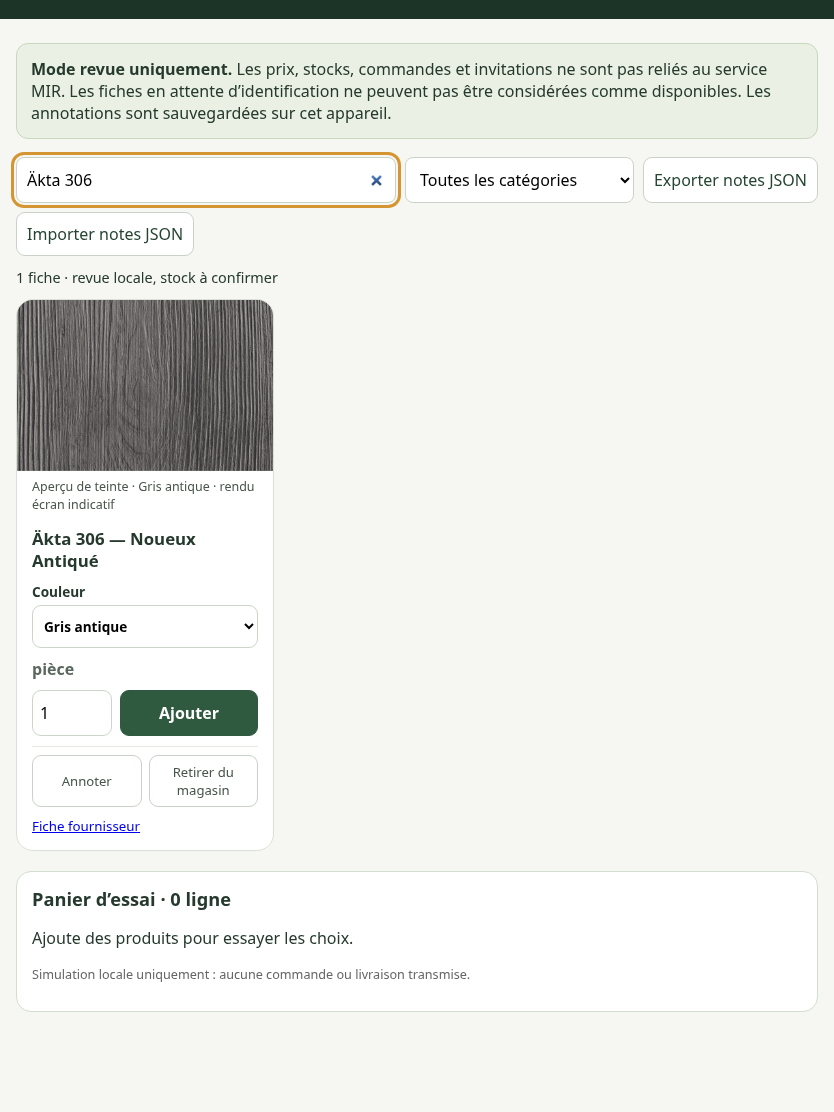 Mode revue uniquement. Les prix, stocks, commandes et invitations ne sont pas reliés au service
MIR. Les fiches en attente d’identification ne peuvent pas être considérées comme disponibles. Les
annotations sont sauvegardées sur cet appareil.
Äkta 306
Toutes les catégories
Exporter notes JSON
Importer notes JSON
1 fiche · revue locale, stock à confirmer
Aperçu de teinte · Gris antique · rendu
écran indicatif
Äkta 306 — Noueux
Antiqué
Couleur
Gris antique
pièce
1
Ajouter
Annoter
Retirer du
magasin
Fiche fournisseur
Panier d’essai · 0 ligne
Ajoute des produits pour essayer les choix.
Simulation locale uniquement : aucune commande ou livraison transmise.